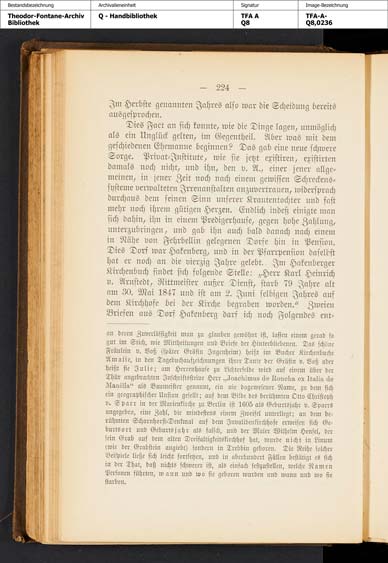 Bestandsbezeichnung
Theodor-Fontane-Archiv
Bibliothek
Archivalieneinheit
Q - Handbibliothek
Signatur
TFA A
Q8
Image-Bezeichnung
TFA-A-
Q8,0236
— 224 —
Im Herbste genannten Jahres also war die Scheidung bereits
ausgesprochen.
Dies Fact an sich konnte, wie die Dinge lagen, unmöglich
als ein Unglück gelten, im Gegentheil. Aber was mit dem
geschiedenen Ehemanne beginnen? Das gab eine neue schwere
Sorge. Privat-Institute, wie sie jetzt existiren, existirten
damals noch nicht, und ihn, den v. A., einer jener allge-
meinen, in jener Zeit noch nach einem gewissen Schreckens-
systeme verwalteten Irrenanstalten anzuvertrauen, widersprach
durchaus dem feinen Sinn unserer Krautentochter und fast
mehr noch ihrem gütigen Herzen. Endlich indeß einigte man
sich dahin, ihn in einem Predigerhause, gegen hohe Zahlung,
unterzubringen, und gab ihn auch bald danach nach einem
in Nähe von Fehrbellin gelegenen Dorfe hin in Pension.
Dies Dorf war Hakenberg, und in der Pfarrpension daselbst
hat er noch an die vierzig Jahre gelebt. Im Hakenberger
Kirchenbuch findet sich folgende Stelle: „Herr Karl Heinrich
v. Arnstedt, Rittmeister außer Dienst, starb 79 Jahre alt
am 30. Mai 1847 und ist am 2. Juni selbigen Jahres auf
dem Kirchhofe bei der Kirche begraben worden.“ Zweien
Briefen aus Dorf Hakenberg darf ich noch Folgendes ent-
an deren Zuverlässigkeit man zu glauben gewöhnt ist, lassen einem gerad so
gut im Stich, wie Mittheilungen und Briefe der Hinterbliebenen. Das schöne
Fräulein v. Voß (später Gräfin Ingenheim) heißt im Bucher Kirchenbuche
Amalie, in den Tagebuchaufzeichnungen ihrer Tante der Gräfin v. Voß aber
heißt sie Julie; am Herrenhause zu Lichterfelde wird auf einem über der
Thür angebrachten Inschriftssteine Herr „Joachimus de Roncha ex Italia de
Manilia“ als Baumeister genannt, ein nie dagewesener Name, zu dem sich
ein geographischer Unsinn gesellt; auf dem Bilde des berühmten Otto Christoph
v. Sparr in der Marienkirche zu Berlin ist 1605 als Geburtsjahr v. Sparrs
angegeben, eine Zahl, die mindestens einem Zweifel unterliegt; an dem be-
rühmten Scharnhorst-Denkmal auf dem Invalidenkirchhofe erweisen sich Ge-
burtsort und Geburtsjahr als falsch, und der Maler Wilhelm Hensel, der
sein Grab auf dem alten Dreifaltigkeitskirchhof hat, wurde nicht in Linum
(wie der Grabstein angiebt) sondern in Trebbin geboren. Die Reihe solcher
Beispiele ließe sich leicht fortsetzen, und in aberhundert Fällen bestätigt es sich
in der That, daß nichts schwerer ist, als einfach festzustellen, welche Namen
Personen führten, wann und wo sie geboren wurden und wann und wo sie
starben.